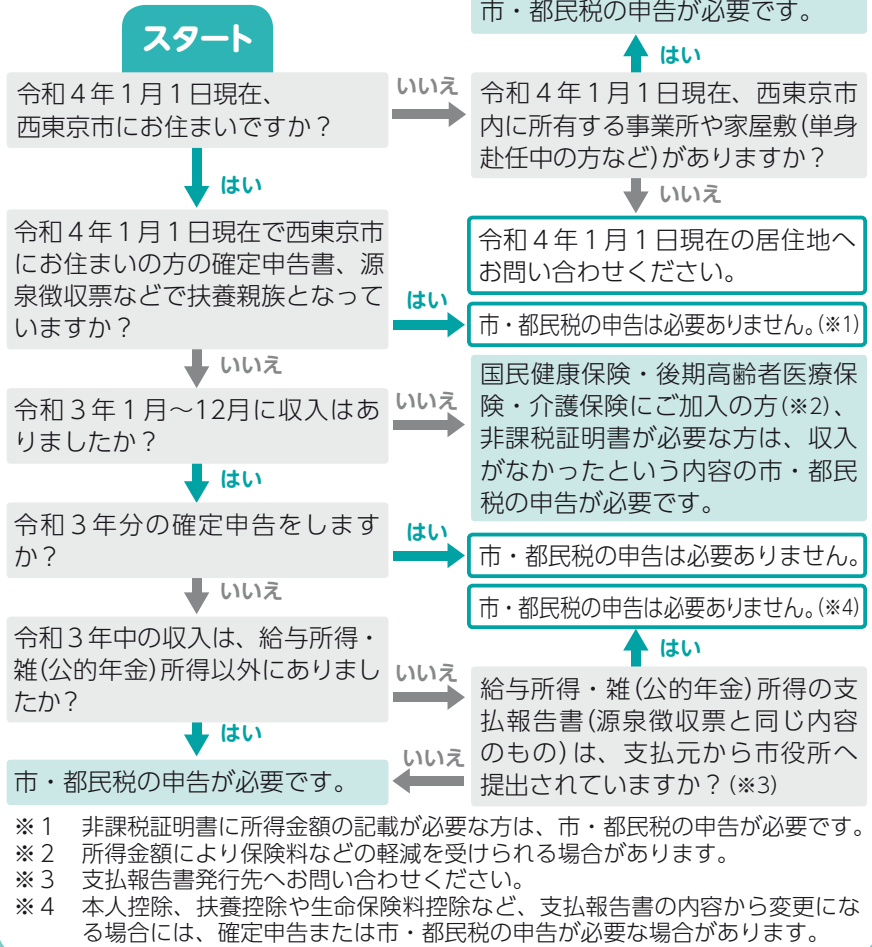 市・都民税の申告が必要です。
スタート
はい
令和4年1月1日現在、
西東京市にお住まいですか？
いいえ
令和4年1月1日現在、西東京市
内に所有する事業所や家屋敷(単身
赴任中の方など)がありますか？
はい
いいえ
令和4年1月1日現在で西東京市
にお住まいの方の確定申告書、源
泉徴収票などで扶養親族となって
いますか？
令和4年1月1日現在の居住地へ
お問い合わせください。
はい
市・都民税の申告は必要ありません。(※1)
いいえ
令和3年1月～12月に収入はあ
りましたか？
いいえ
国民健康保険・後期高齢者医療保
険・介護保険にご加入の方(※2)、
非課税証明書が必要な方は、収入
がなかったという内容の市・都民
税の申告が必要です。
はい
令和3年分の確定申告をします
か？
はい
市・都民税の申告は必要ありません。
いいえ
市・都民税の申告は必要ありません。(※4)
はい
令和3年中の収入は、給与所得・
雑(公的年金)所得以外にありまし
たか？
いいえ
給与所得・雑(公的年金)所得の支
払報告書(源泉徴収票と同じ内容
のもの)は、支払元から市役所へ
提出されていますか？(※3)
はい
いいえ
市・都民税の申告が必要です。
※1 非課税証明書に所得金額の記載が必要な方は、市・都民税の申告が必要です。
※2 所得金額により保険料などの軽減を受けられる場合があります。
※3 支払報告書発行先へお問い合わせください。
※4 本人控除、扶養控除や生命保険料控除など、支払報告書の内容から変更にな
る場合には、確定申告または市・都民税の申告が必要な場合があります。